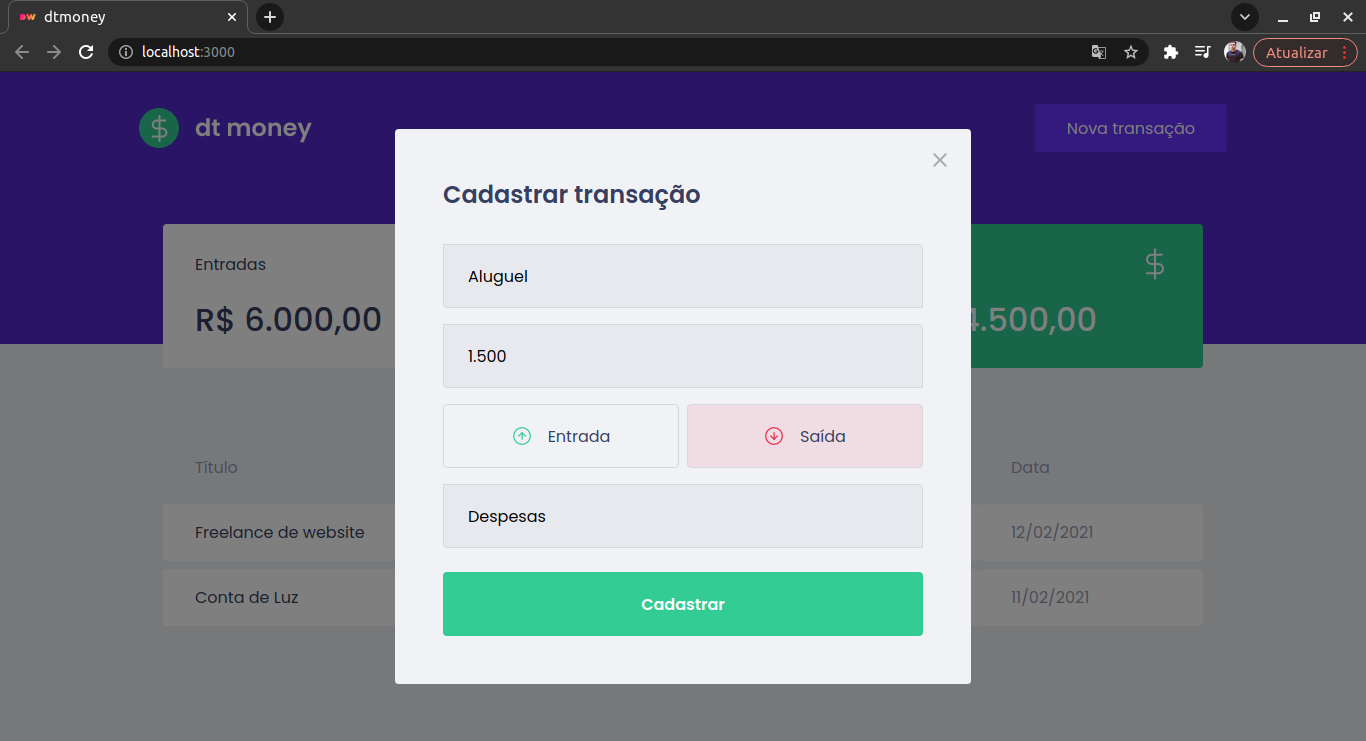 dtmoney
localhost:3000
Atualizar
dt money
Nova transação
Cadastrar transação
Entradas
R$ 6.000,00
4.500,00
Aluguel
1.500
Entrada
Saída
Título
Data
Despesas
Freelance de website
12/02/2021
Conta de Luz
11/02/2021
Cadastrar